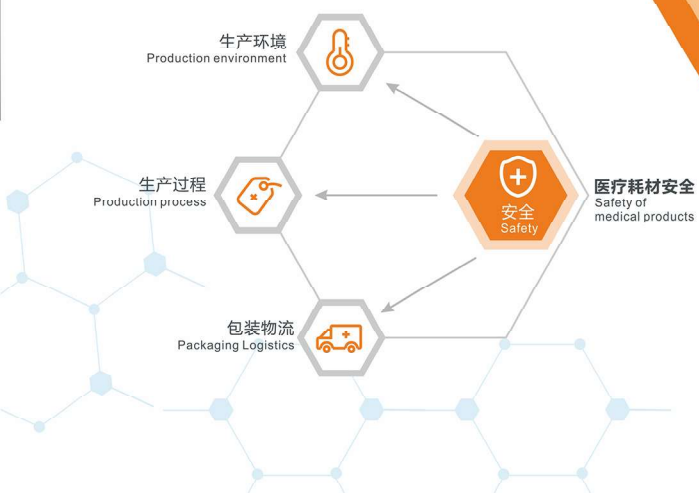 生产环境
Production environment
生产过程
Production process
安全
Safety
医疗耗材安全
Safety of
medical products
包装物流
Packaging Logistics